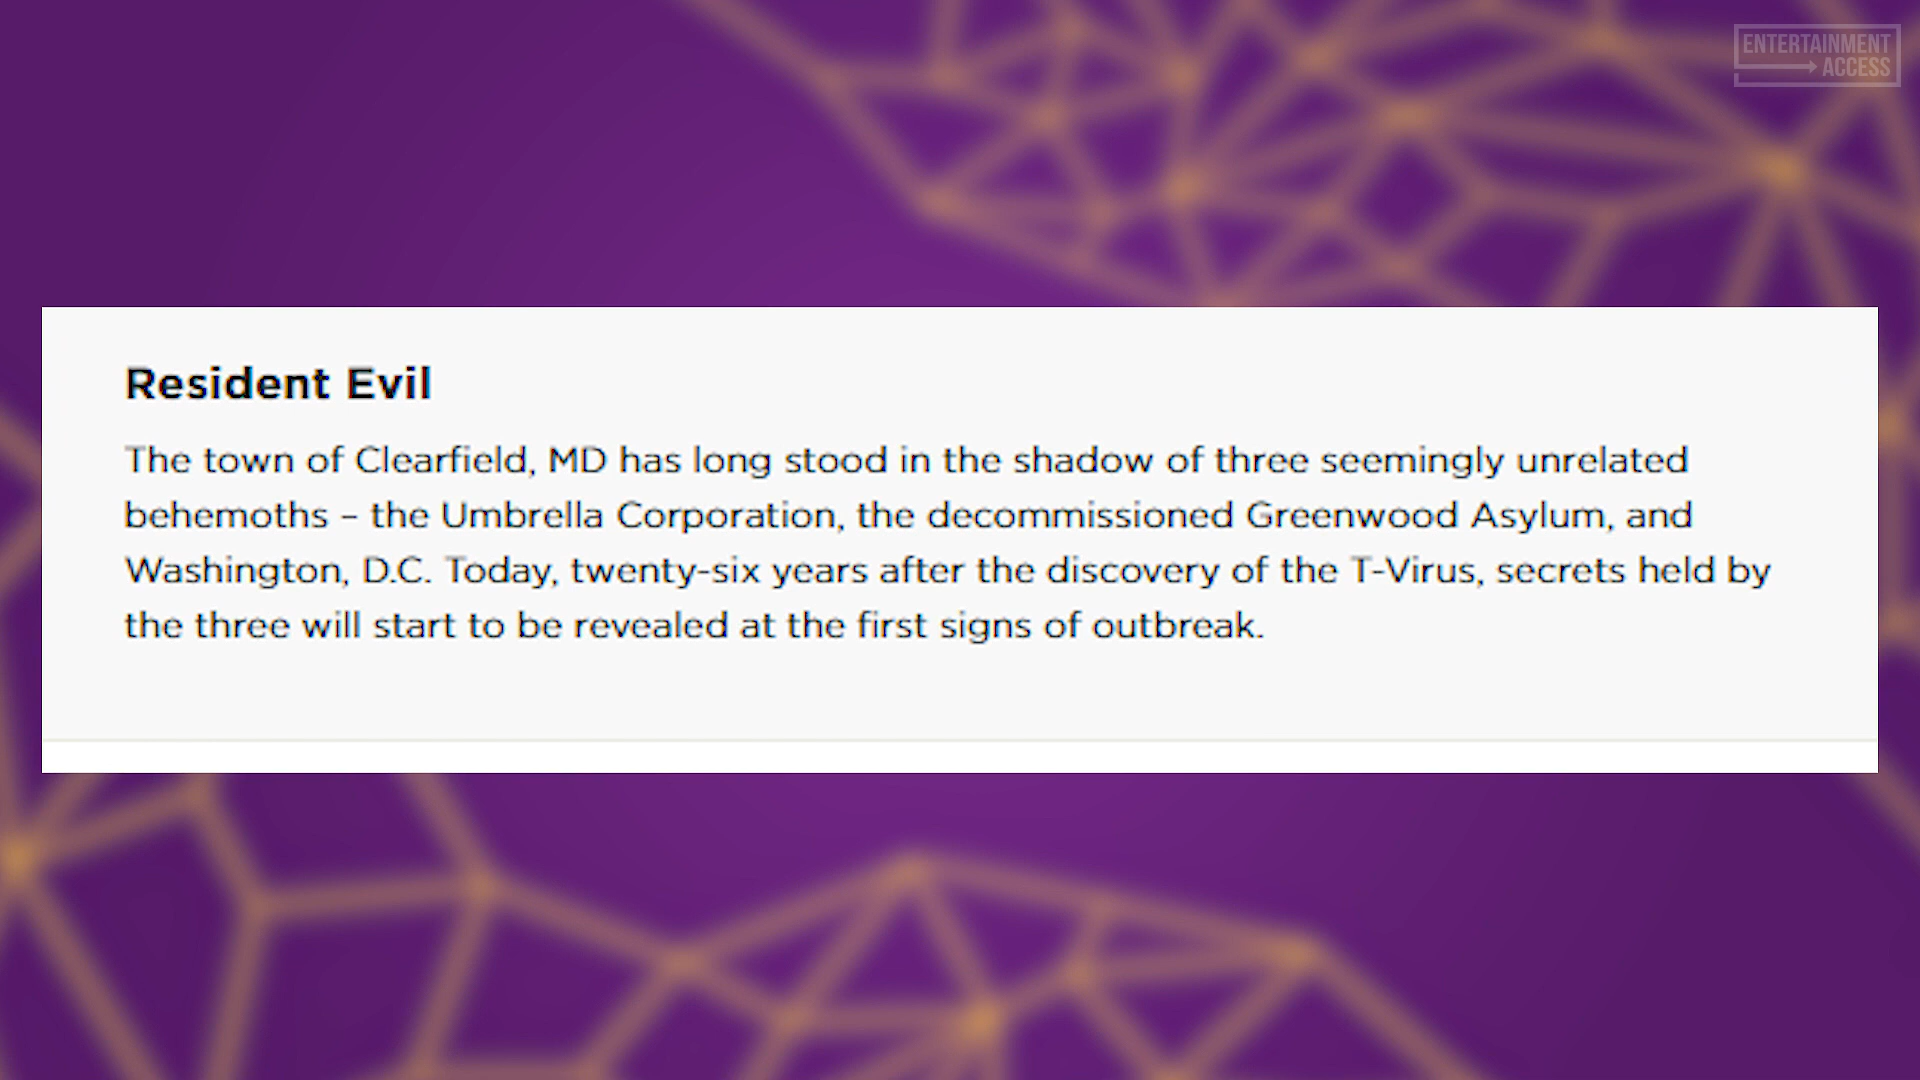 ENTERTAINMENT
ACCESS
Resident Evil
The town of Clearfield, MD has long stood in the shadow of three seemingly unrelated
behemoths – the Umbrella Corporation, the decommissioned Greenwood Asylum, and
Washington, D.C. Today, twenty-six years after the discovery of the T-Virus, secrets held by
the three will start to be revealed at the first signs of outbreak.